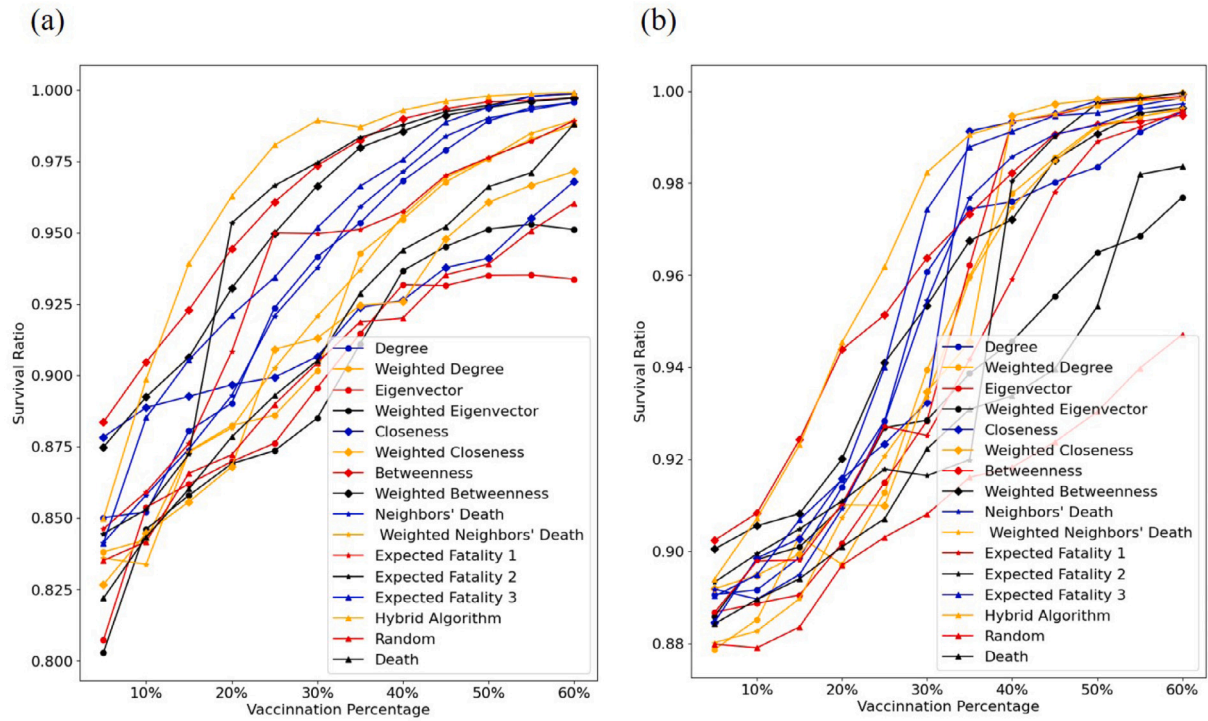 (a)
(b)
1.000
0.975
0.950
0.925
0.900
0.875
0.850
0.825
0.800
Survival Ratio
10%
20%
30%
40%
50%
60%
Vaccinnation Percentage
Degree
Weighted Degree
Eigenvector
Weighted Eigenvector
Closeness
Weighted Closeness
Betweenness
Weighted Betweenness
Neighbors' Death
Weighted Neighbors' Death
Expected Fatality 1
Expected Fatality 2
Expected Fatality 3
Hybrid Algorithm
Random
Death
1.00
0.98
0.96
0.94
0.92
0.90
0.88
Survival Ratio
10%
20%
30%
40%
50%
60%
Vaccinnation Percentage
Degree
Weighted Degree
Eigenvector
Weighted Eigenvector
Closeness
Weighted Closeness
Betweenness
Weighted Betweenness
Neighbors' Death
Weighted Neighbors' Death
Expected Fatality 1
Expected Fatality 2
Expected Fatality 3
Hybrid Algorithm
Random
Death